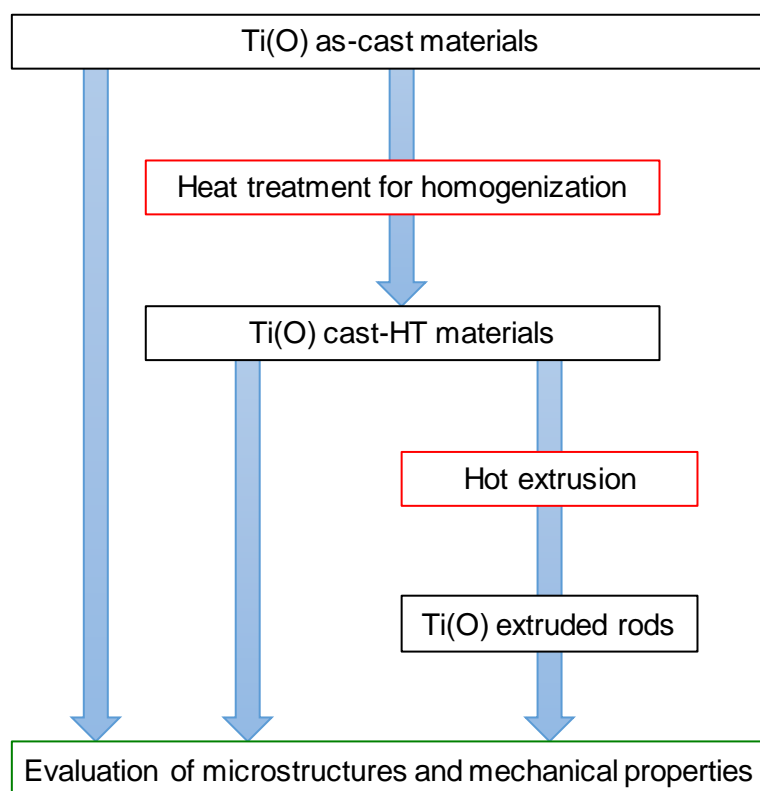 Ti(O) as-cast materials
Heat treatment for homogenization
Ti(O) cast-HT materials
Hot extrusion
Ti(O) extruded rods
Evaluation of microstructures and mechanical properties